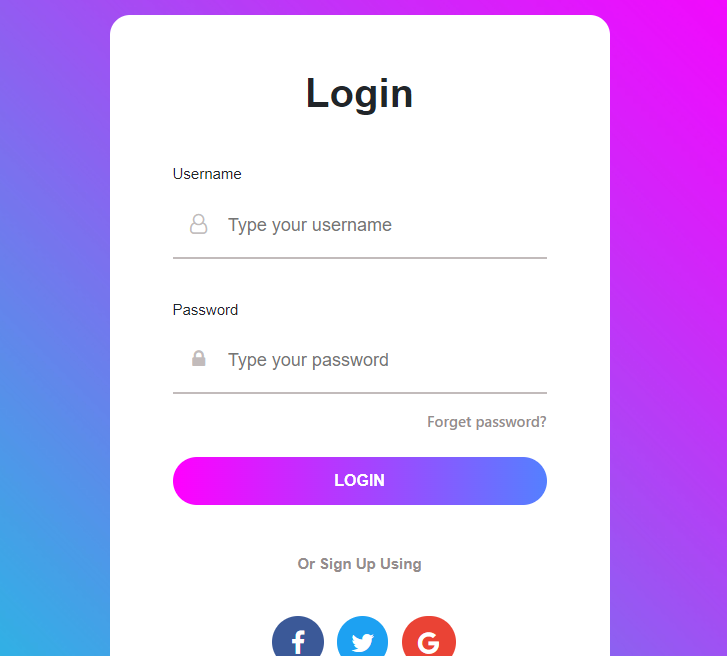 Login
Username
Type your username
Password
Type your password
Forget password?
LOGIN
Or Sign Up Using